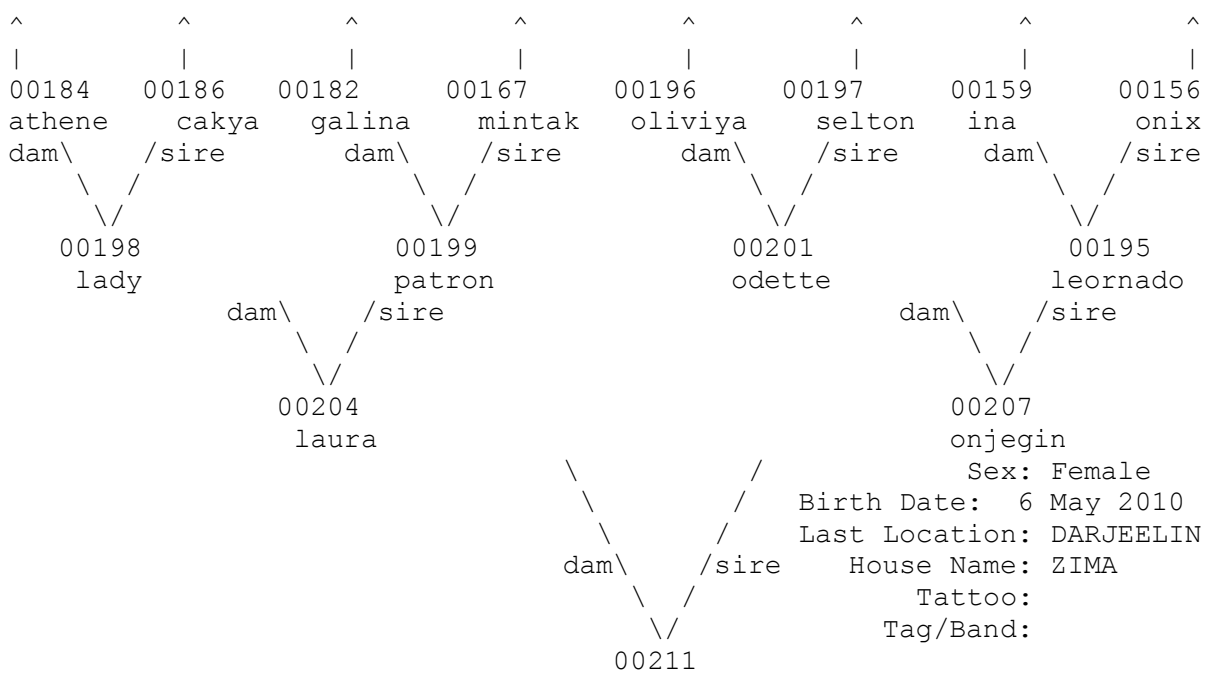 ^ ^ ^ ^ ^ ^ ^ ^
| | | | | | | |
00184 00186 00182 00167 00196 00197 00159 00156
athene cakya galina mintak oliviya selton ina onix
dam\ /sire dam\ /sire dam\ /sire dam\ /sire
\ / \ / \ / \ /
\/ \/ \/ \/
00198 00199 00201 00195
lady patron odette leornado
dam\ /sire dam\ /sire
\ / \ /
\/ \/
00204 00207
laura onjegin
\ / Sex: Female
\ / Birth Date: 6 May 2010
\ / Last Location: DARJEELIN
dam\ /sire House Name: ZIMA
\ / Tattoo:
\/ Tag/Band:
00211